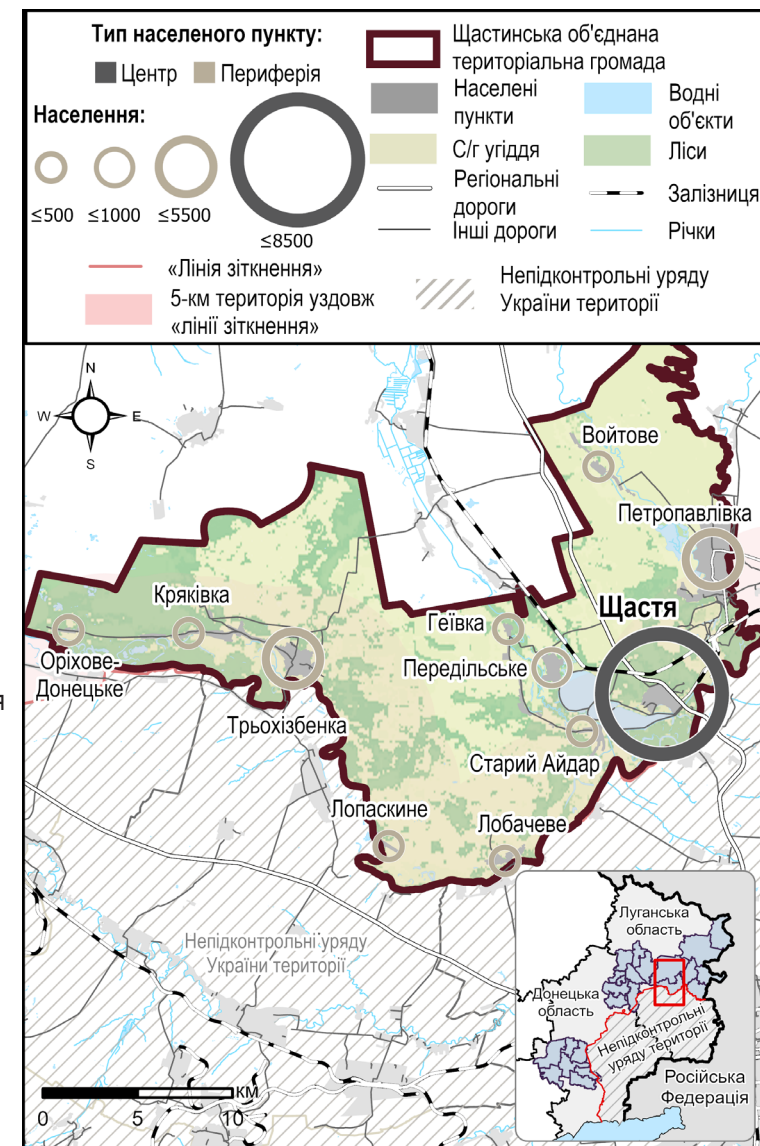 Тип населеного пункту:
Центр
Периферія
Населення:
≤500
≤1000
≤5500
≤8500
Щастинська об'єднана
територіальна громада
Населені
пункти
Водні
об'єкти
С/г угіддя
Ліси
Регіональні
дороги
Залізниця
Інші дороги
Річки
«Лінія зіткнення»
5-км територія уздовж
«лінії зіткнення»
Непідконтрольні уряду
України території
N
W
E
S
Войтове
Петропавлівка
Кряківка
Щастя
Геївка
Передільське
Оріхове-
Донецьке
я
Трьохізбенка
Старий Айдар
Лопаскине
Лобачеве
Непідконтрольні уряду
України території
Луганська
область
Донецька
область
Непідконтрольні
уряду території
Російська
Федерація
км
0
5
10